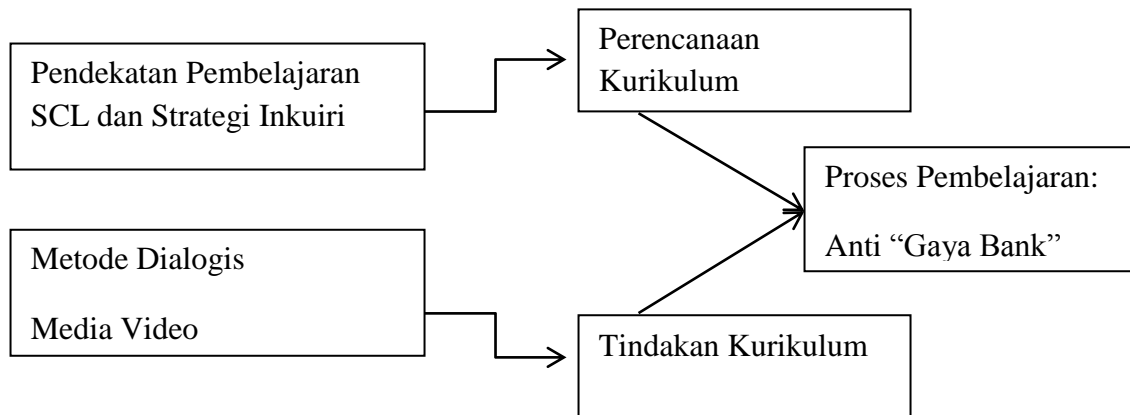 Pendekatan Pembelajaran
SCL dan Strategi Inkuiri
Perencanaan
Kurikulum
Proses Pembelajaran:
Anti “Gaya Bank”
Metode Dialogis
Media Video
Tindakan Kurikulum